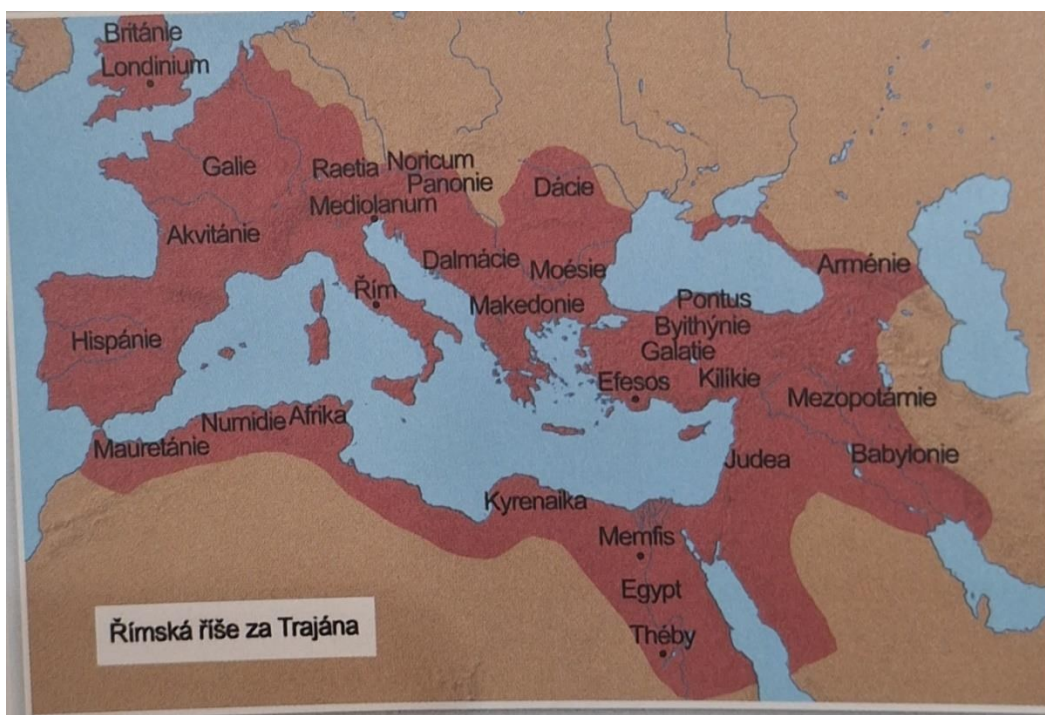 Británie
Londinium
Galie
Raetia
Noricum
Panonie
Dácie
Mediolanum
Akvitánie
Dalmácie
Moésie
Arménie
Řím
Makedonie
Pontus
Byithýnie
Hispánie
Galatie
Efesos
Kilíkie
Mezopotámie
Numidie
Afrika
Mauretánie
Judea
Babylonie
Kyrenaika
Memfis
Egypt
Théby
Římská říše za Trajána